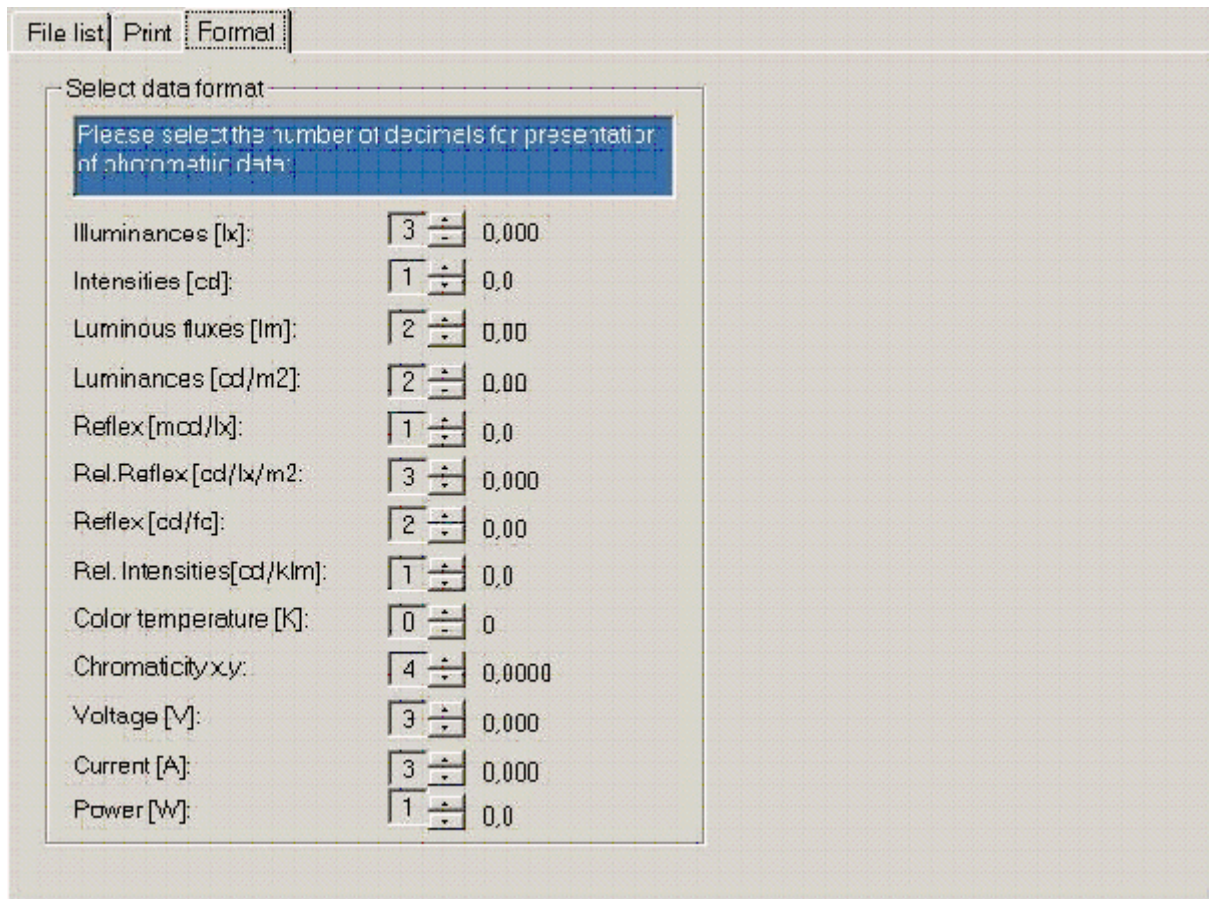 File list Print Format
Select data format
Please select the number of decimals for presentation
of photometric data:
Illuminances [lx]: 3 0,000
Intensities [cd]: 1 0,0
Luminous fluxes [lm]: 2 0,00
Luminances [cd/m2]: 2 0,00
Reflex [mcd/lx]: 1 0,0
Rel.Reflex [cd/lx/m2: 3 0,000
Reflex [cd/fc]: 2 0,00
Rel. Intensities[cd/klm]: 1 0,0
Color temperature [K]: 0 0
Chromaticity x,y: 4 0,0000
Voltage [V]: 3 0,000
Current [A]: 3 0,000
Power [W]: 1 0,0